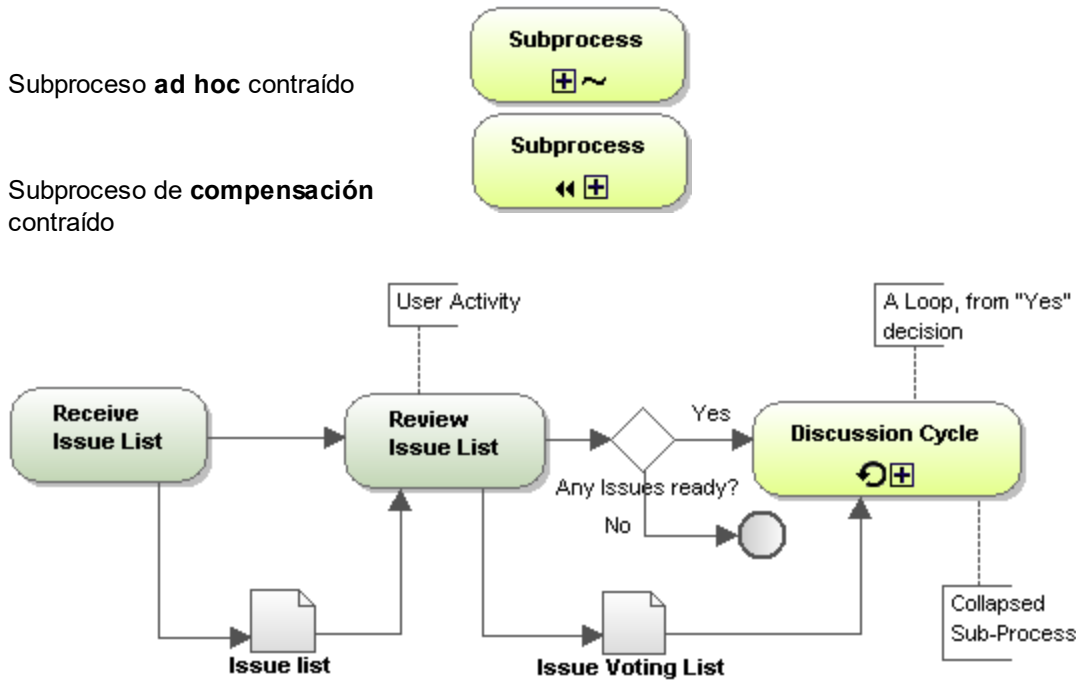 Subprocess
Subproceso ad hoc contraído
Subprocess
Subproceso de compensación
contraído
User Activity
A Loop, from "Yes"
decision
Receive
Issue List
Review
Issue List
Yes
Discussion Cycle
Any Issues ready?
No
Collapsed
Sub-Process
Issue list
Issue Voting List